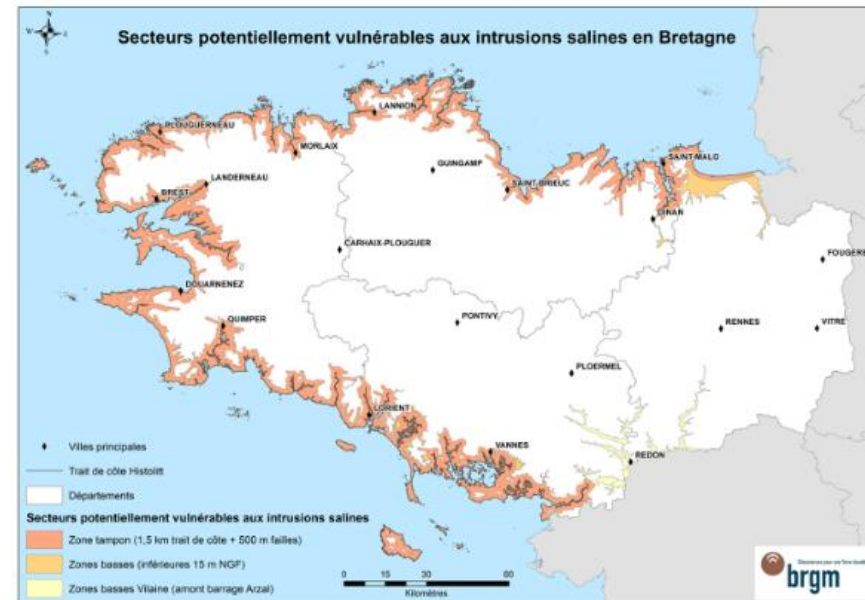 Secteurs potentiellement vulnérables aux intrusions salines en Bretagne
LANNION
PLOUGUERNEAU
MORLAIX
SAINT-MALO
GUINGAMP
LANDERNEAU
SAINT-BRIEUC
BREST
DINAN
CARHAIX-PLOUGUER
FOUGERE
DOUARNENEZ
QUIMPER
PONTIVY
RENNES
VITRE
PLOERMEL
LORIENT
VANNES
REDON
Villes principales
Trait de côte Histolitt
Départements
Secteurs potentiellement vulnérables aux intrusions salines
Zone tampon (1,5 km trait de côte + 500 m failles)
Zones basses (inférieures 15 m NGF)
Zones basses Vilaine (amont barrage Arzal)
0 10 20 30 60
Kilomètres
brgm